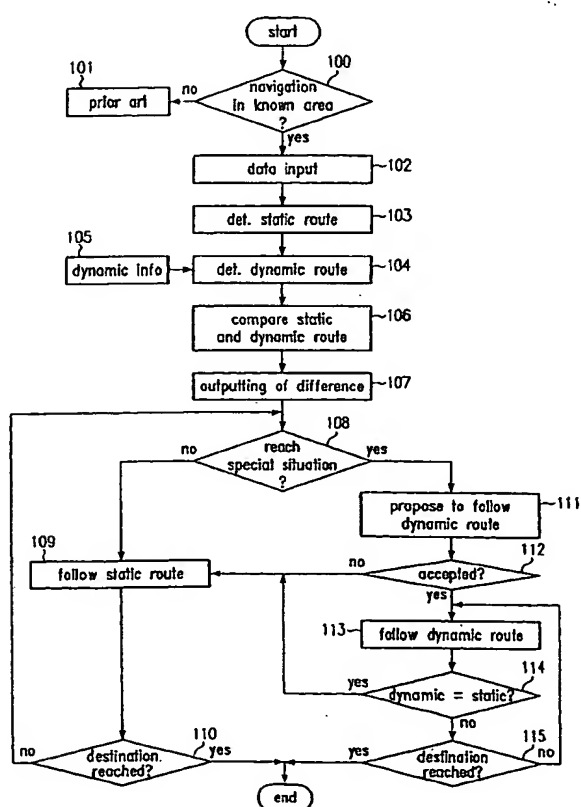 start
100
101
navigation
in known area
?
no
prior art
yes
data input
102
det. static route
103
105
dynamic info
det. dynamic route
104
compare static
and dynamic route
106
outputting of difference
107
108
no
reach
special situation
?
yes
propose to follow
dynamic route
111
109
follow static route
no
accepted?
112
yes
113
follow dynamic route
114
yes
dynamic = static?
no
no
destination.
reached?
110
yes
yes
destination
reached?
115
no
end